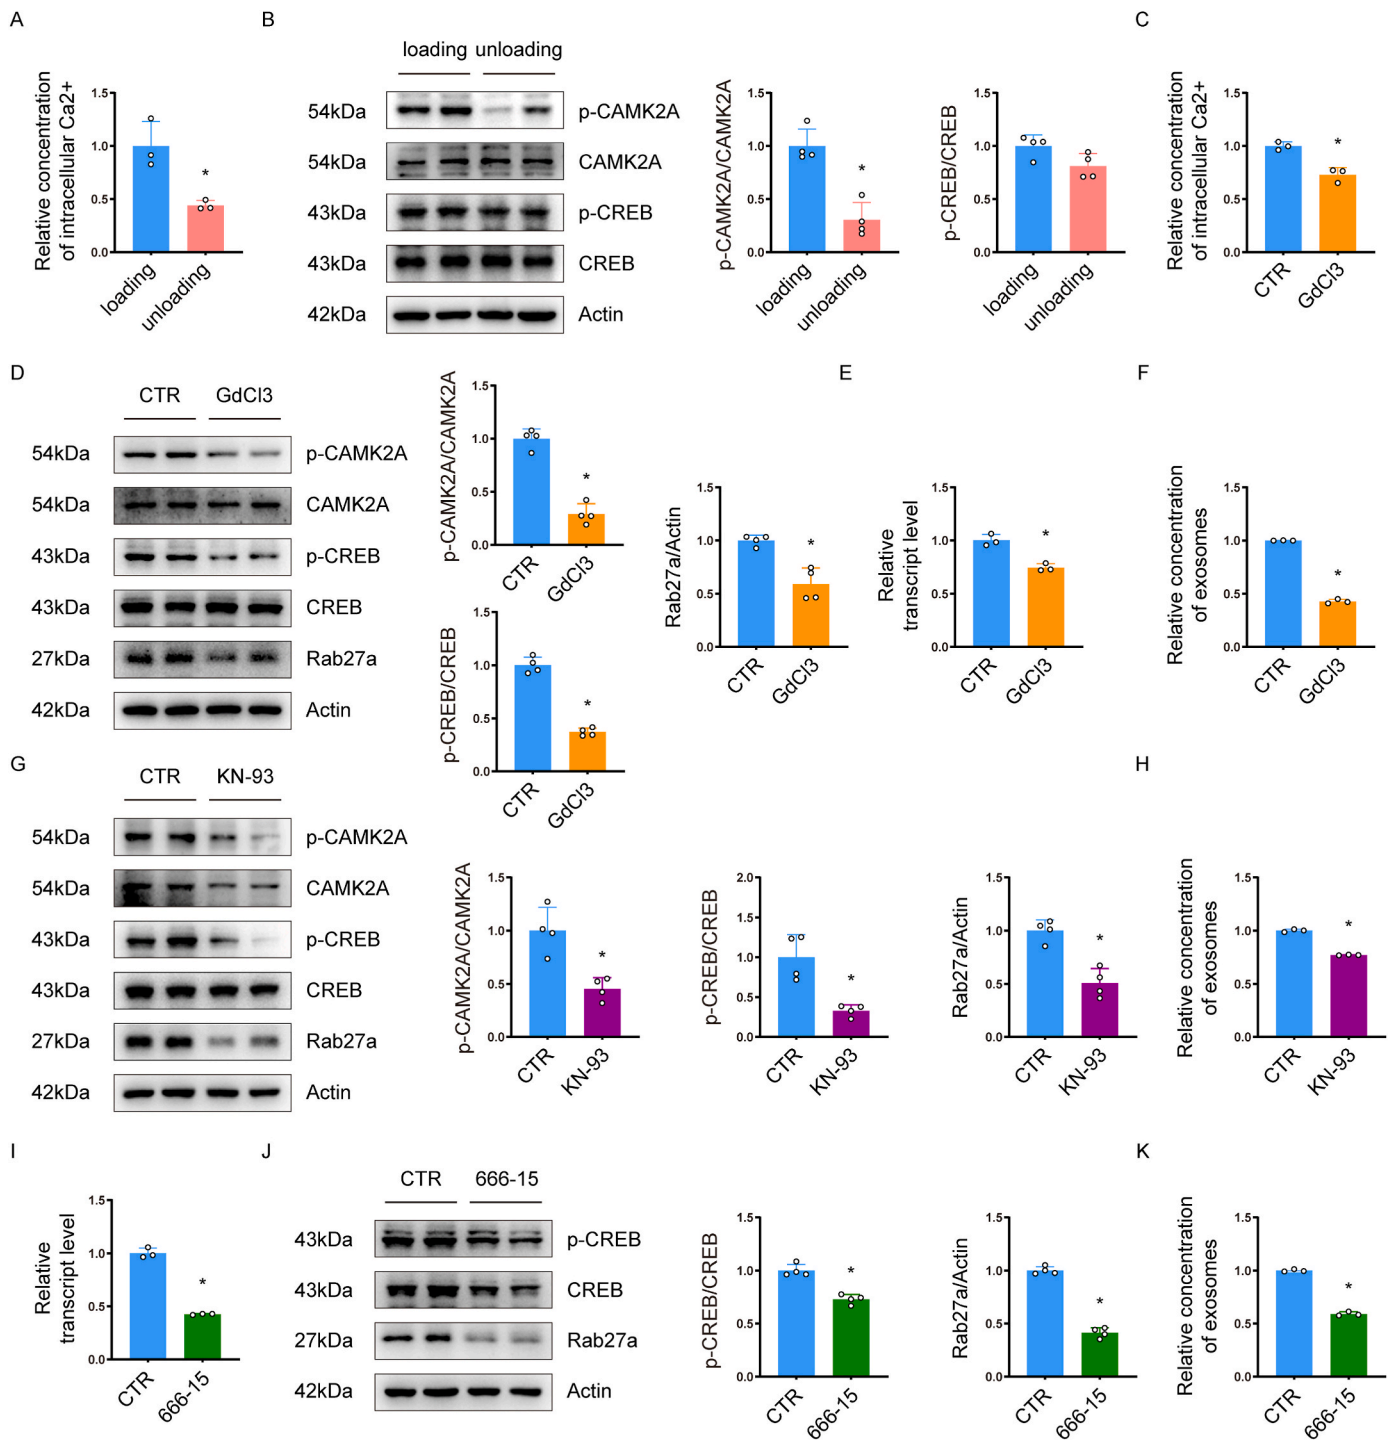 A
Relative concentration
of intracellular Ca2+
1.5
1.0
0.5
0.0
*
loading
unloading
B
loading unloading
54kDa p-CAMK2A
54kDa CAMK2A
43kDa p-CREB
43kDa CREB
42kDa Actin
p-CAMK2A/CAMK2A
1.5
1.0
0.5
0.0
*
loading
unloading
p-CREB/CREB
1.5
1.0
0.5
0.0
loading
unloading
C
Relative concentration
of intracellular Ca2+
1.5
1.0
0.5
0.0
*
CTR
GdCl3
D
CTR GdCl3
54kDa p-CAMK2A
54kDa CAMK2A
43kDa p-CREB
43kDa CREB
27kDa Rab27a
42kDa Actin
p-CAMK2A/CAMK2A
1.5
1.0
0.5
0.0
*
CTR
GdCl3
p-CREB/CREB
1.5
1.0
0.5
0.0
*
CTR
GdCl3
Rab27a/Actin
1.5
1.0
0.5
0.0
*
CTR
GdCl3
E
Relative
transcript level
1.5
1.0
0.5
0.0
*
CTR
GdCl3
F
Relative concentration
of exosomes
1.5
1.0
0.5
0.0
*
CTR
GdCl3
G
CTR KN-93
54kDa p-CAMK2A
54kDa CAMK2A
43kDa p-CREB
43kDa CREB
27kDa Rab27a
42kDa Actin
p-CAMK2A/CAMK2A
1.5
1.0
0.5
0.0
*
CTR
KN-93
p-CREB/CREB
2.0
1.5
1.0
0.5
0.0
*
CTR
KN-93
Rab27a/Actin
1.5
1.0
0.5
0.0
*
CTR
KN-93
H
Relative concentration
of exosomes
1.5
1.0
0.5
0.0
*
CTR
KN-93
I
Relative
transcript level
1.5
1.0
0.5
0.0
*
CTR
666-15
J
CTR 666-15
43kDa p-CREB
43kDa CREB
27kDa Rab27a
42kDa Actin
p-CREB/CREB
1.5
1.0
0.5
0.0
*
CTR
666-15
Rab27a/Actin
1.5
1.0
0.5
0.0
*
CTR
666-15
K
Relative concentration
of exosomes
1.5
1.0
0.5
0.0
*
CTR
666-15